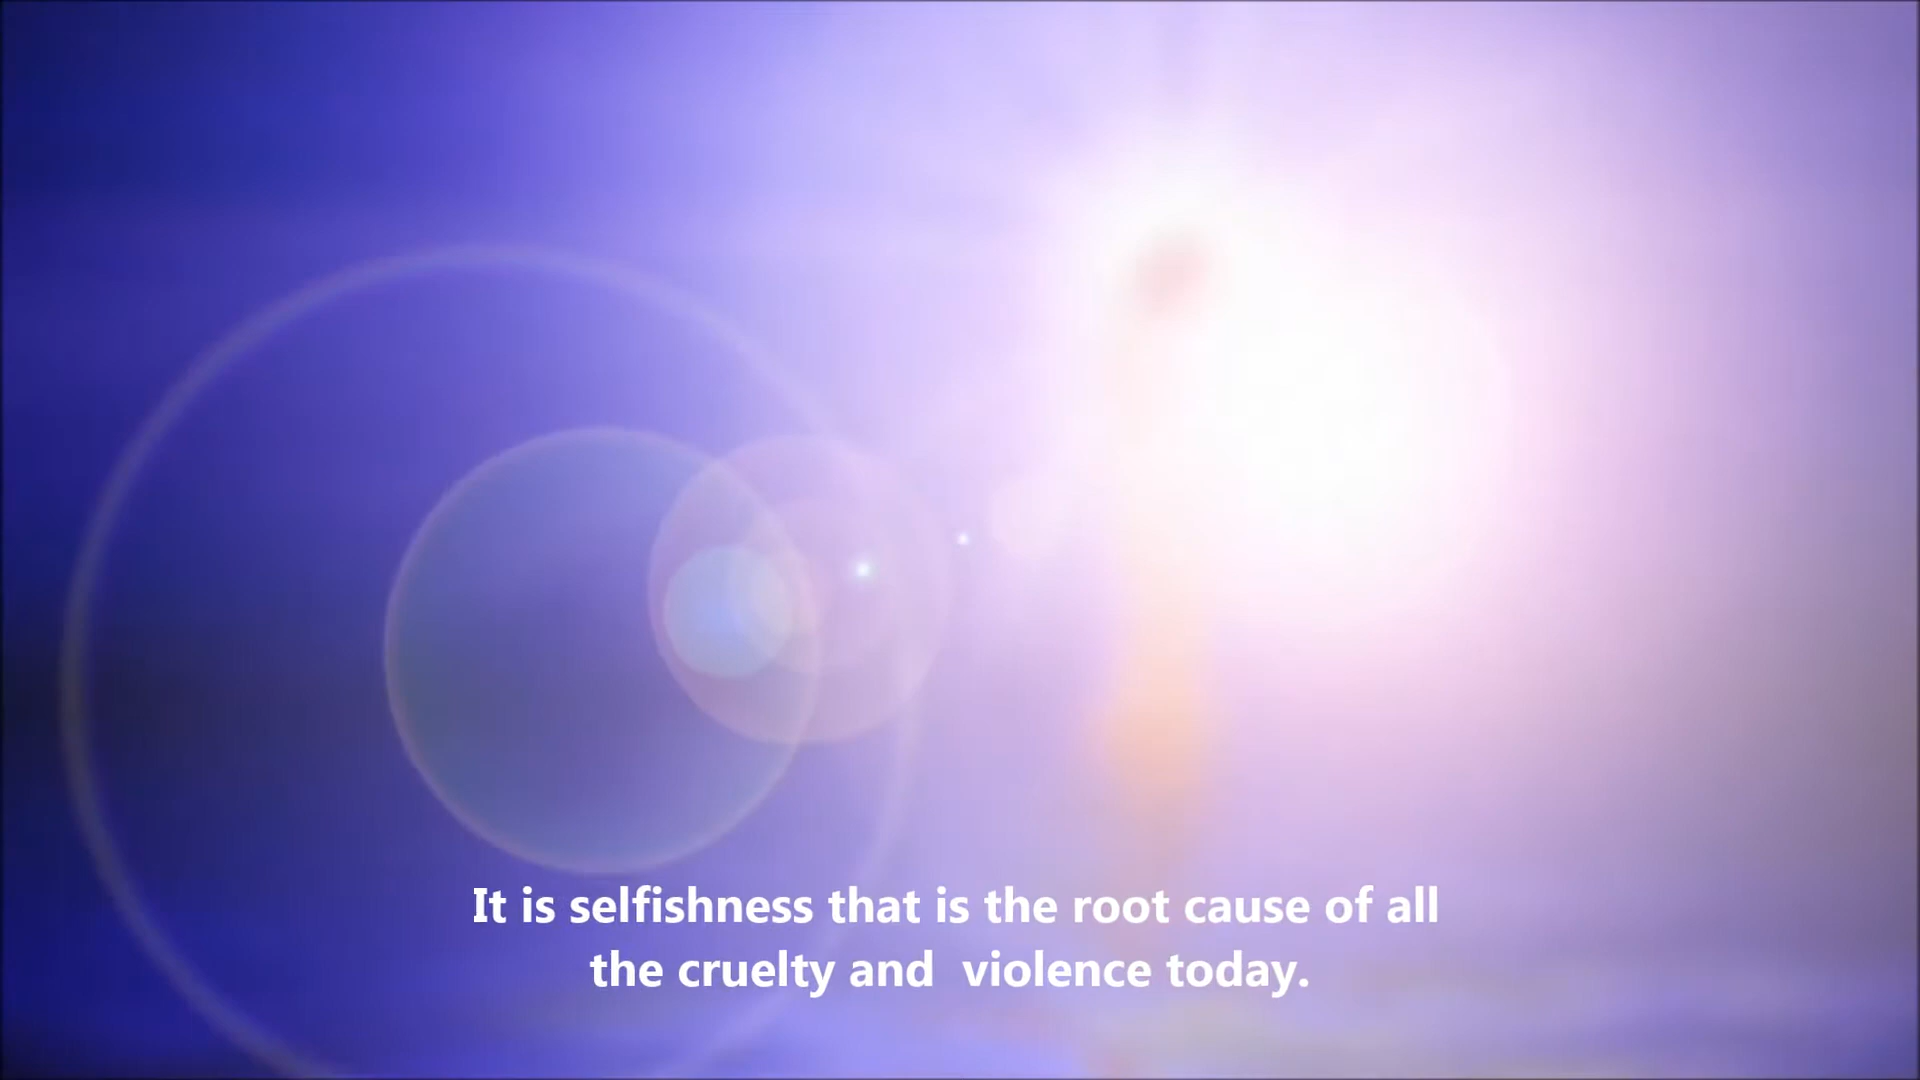 It is selfishness that is the root cause of all
the cruelty and  violence today.